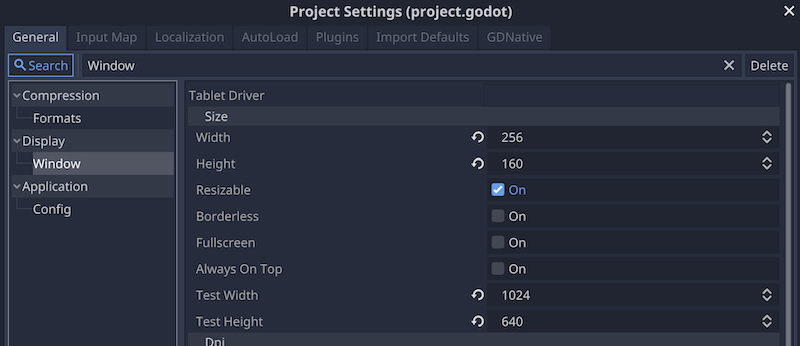 Project Settings (project.godot)
General Input Map Localization AutoLoad Plugins Import Defaults GDNative
Search Window Delete
Compression
Formats
Display
Window
Application
Config
Tablet Driver
Size
Width 256
Height 160
Resizable On
Borderless On
Fullscreen On
Always On Top On
Test Width 1024
Test Height 640
Dpi